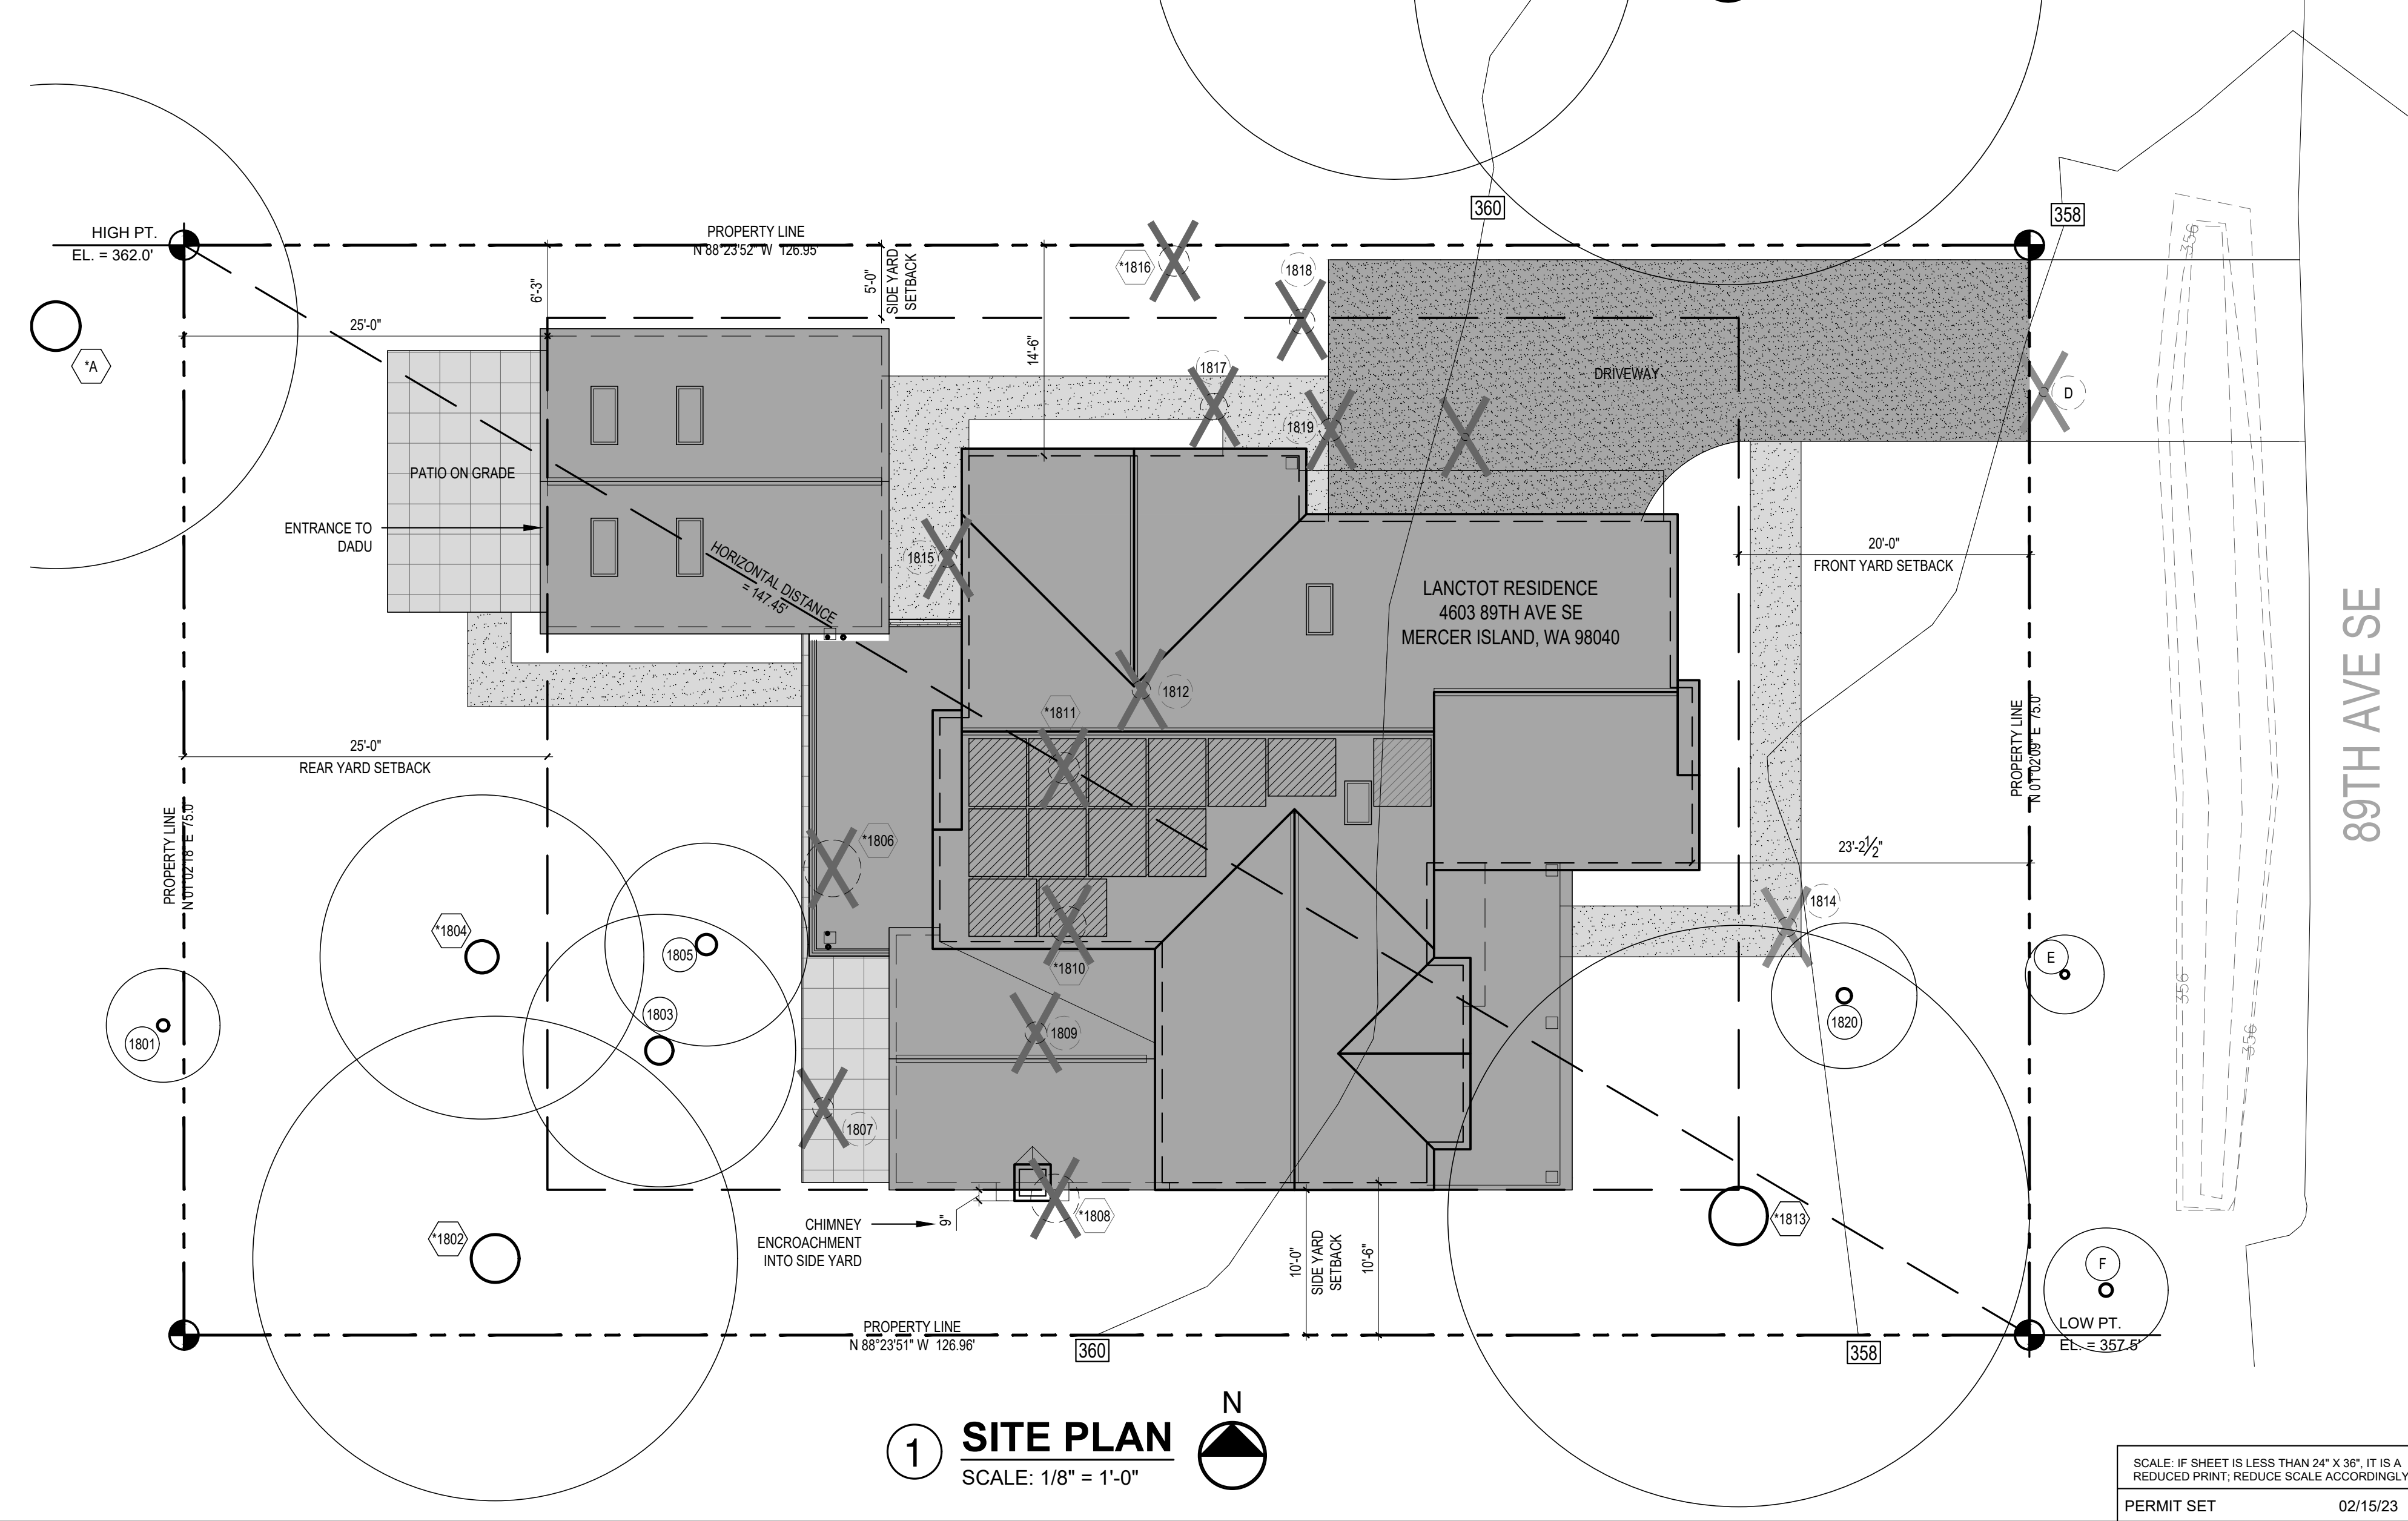 360
358
356
HIGH PT.
EL. = 362.0'
PROPERTY LINE
N 88°23'52" W 126.95'
6'-3"
5'-0"
SIDE YARD
SETBACK
14'-6"
*1816
1818
25'-0"
*A
1817
1819
DRIVEWAY
D
PATIO ON GRADE
ENTRANCE TO
DADU
HORIZONTAL DISTANCE
= 147.45'
1815
LANCTOT RESIDENCE
4603 89TH AVE SE
MERCER ISLAND, WA 98040
20'-0"
FRONT YARD SETBACK
89TH AVE SE
1812
*1811
25'-0"
REAR YARD SETBACK
PROPERTY LINE
N 01°02'09" E 75.0'
PROPERTY LINE
N 01°02'18" E 75.0'
*1806
23'-2½"
1814
*1804
1805
*1810
E
356
1803
1809
1820
1801
356
1807
*1802
CHIMNEY
ENCROACHMENT
INTO SIDE YARD
9"
*1808
10'-0"
SIDE YARD
SETBACK
10'-6"
*1813
F
PROPERTY LINE
N 88°23'51" W 126.96'
360
358
LOW PT.
EL. = 357.5'
1
SITE PLAN
SCALE: 1/8" = 1'-0"
N
SCALE: IF SHEET IS LESS THAN 24" X 36", IT IS A
REDUCED PRINT; REDUCE SCALE ACCORDINGLY
PERMIT SET 02/15/23